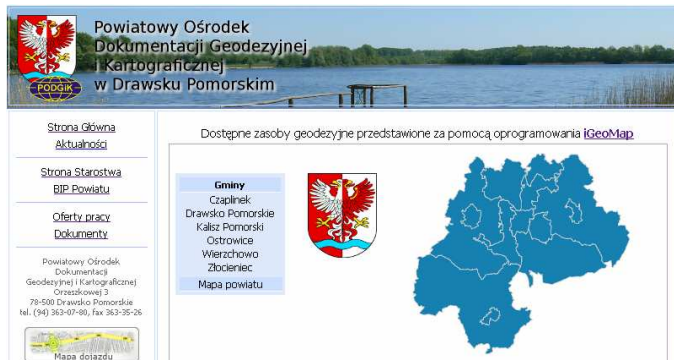 Powiatowy Ośrodek
Dokumentacji Geodezyjnej
i Kartograficznej
w Drawsku Pomorskim
PODGIK
Strona Główna
Aktualności
Strona Starostwa
BIP Powiatu
Oferty pracy
Dokumenty
Powiatowy Ośrodek
Dokumentacji
Geodezyjnej i Kartograficznej
Orzeszkowej 3
78-500 Drawsko Pomorskie
tel. (94) 363-07-80, fax 363-35-26
Mapa dojazdu
Dostępne zasoby geodezyjne przedstawione za pomocą oprogramowania iGeoMap
Gminy
Czaplinek
Drawsko Pomorskie
Kalisz Pomorski
Ostrowice
Wierzchowo
Złocieniec
Mapa powiatu